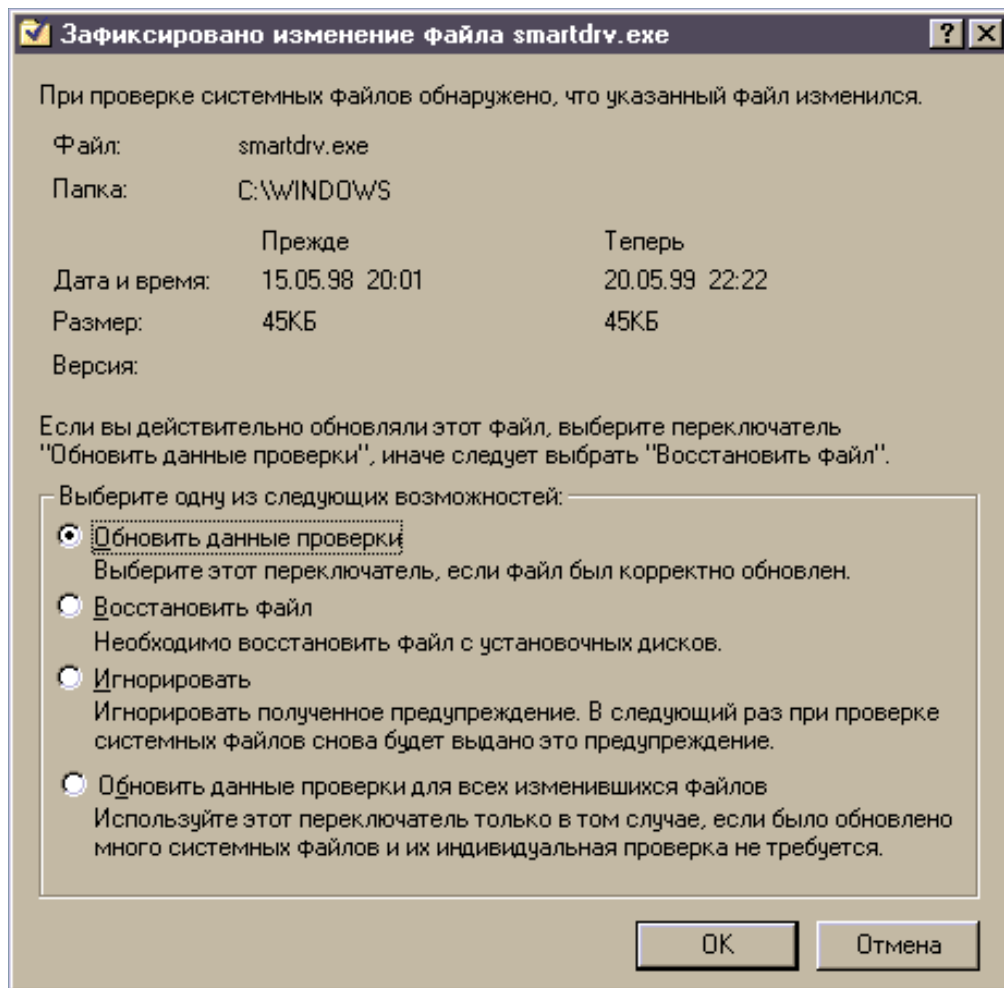 Зафиксировано изменение файла smartdrv.exe
При проверке системных файлов обнаружено, что указанный файл изменился.
Файл: smartdrv.exe
Папка: C:\WINDOWS
Прежде Теперь
Дата и время: 15.05.98 20:01 20.05.99 22:22
Размер: 45КБ 45КБ
Версия:
Если вы действительно обновляли этот файл, выберите переключатель
"Обновить данные проверки", иначе следует выбрать "Восстановить файл".
Выберите одну из следующих возможностей:
Обновить данные проверки
Выберите этот переключатель, если файл был корректно обновлен.
Восстановить файл
Необходимо восстановить файл с установочных дисков.
Игнорировать
Игнорировать полученное предупреждение. В следующий раз при проверке
системных файлов снова будет выдано это предупреждение.
Обновить данные проверки для всех изменившихся файлов
Используйте этот переключатель только в том случае, если было обновлено
много системных файлов и их индивидуальная проверка не требуется.
OK Отмена